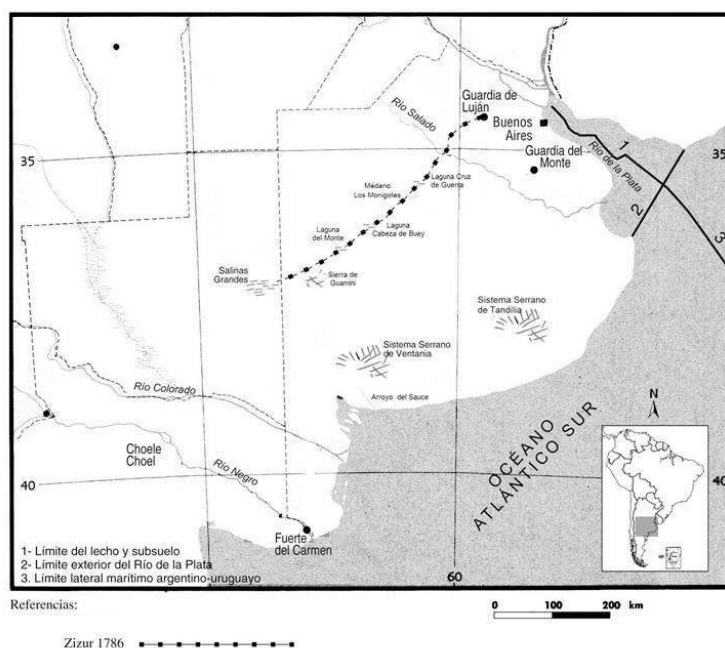 Guardia de
Luján
Río Salado
Buenos
Aires
1
35
35
Guardia del
Monte
Río de la Plata
2
3
Médano
Los Monigotes
Laguna Cruz
de Guerra
Laguna
del Monte
Laguna
Cabeza de Buey
Salinas
Grandes
Sierra de
Guaminí
Sistema Serrano
de Tandilia
Sistema Serrano
de Ventania
Río Colorado
Arroyo del Sauce
N
Choele
Choel
Río Negro
OCÉANO
ATLÁNTICO SUR
40
40
Fuerte
del Carmen
1- Límite del lecho y subsuelo
2- Límite exterior del Río de la Plata
3. Límite lateral marítimo argentino-uruguayo
60
Referencias:
0 100 200 km
Zizur 1786